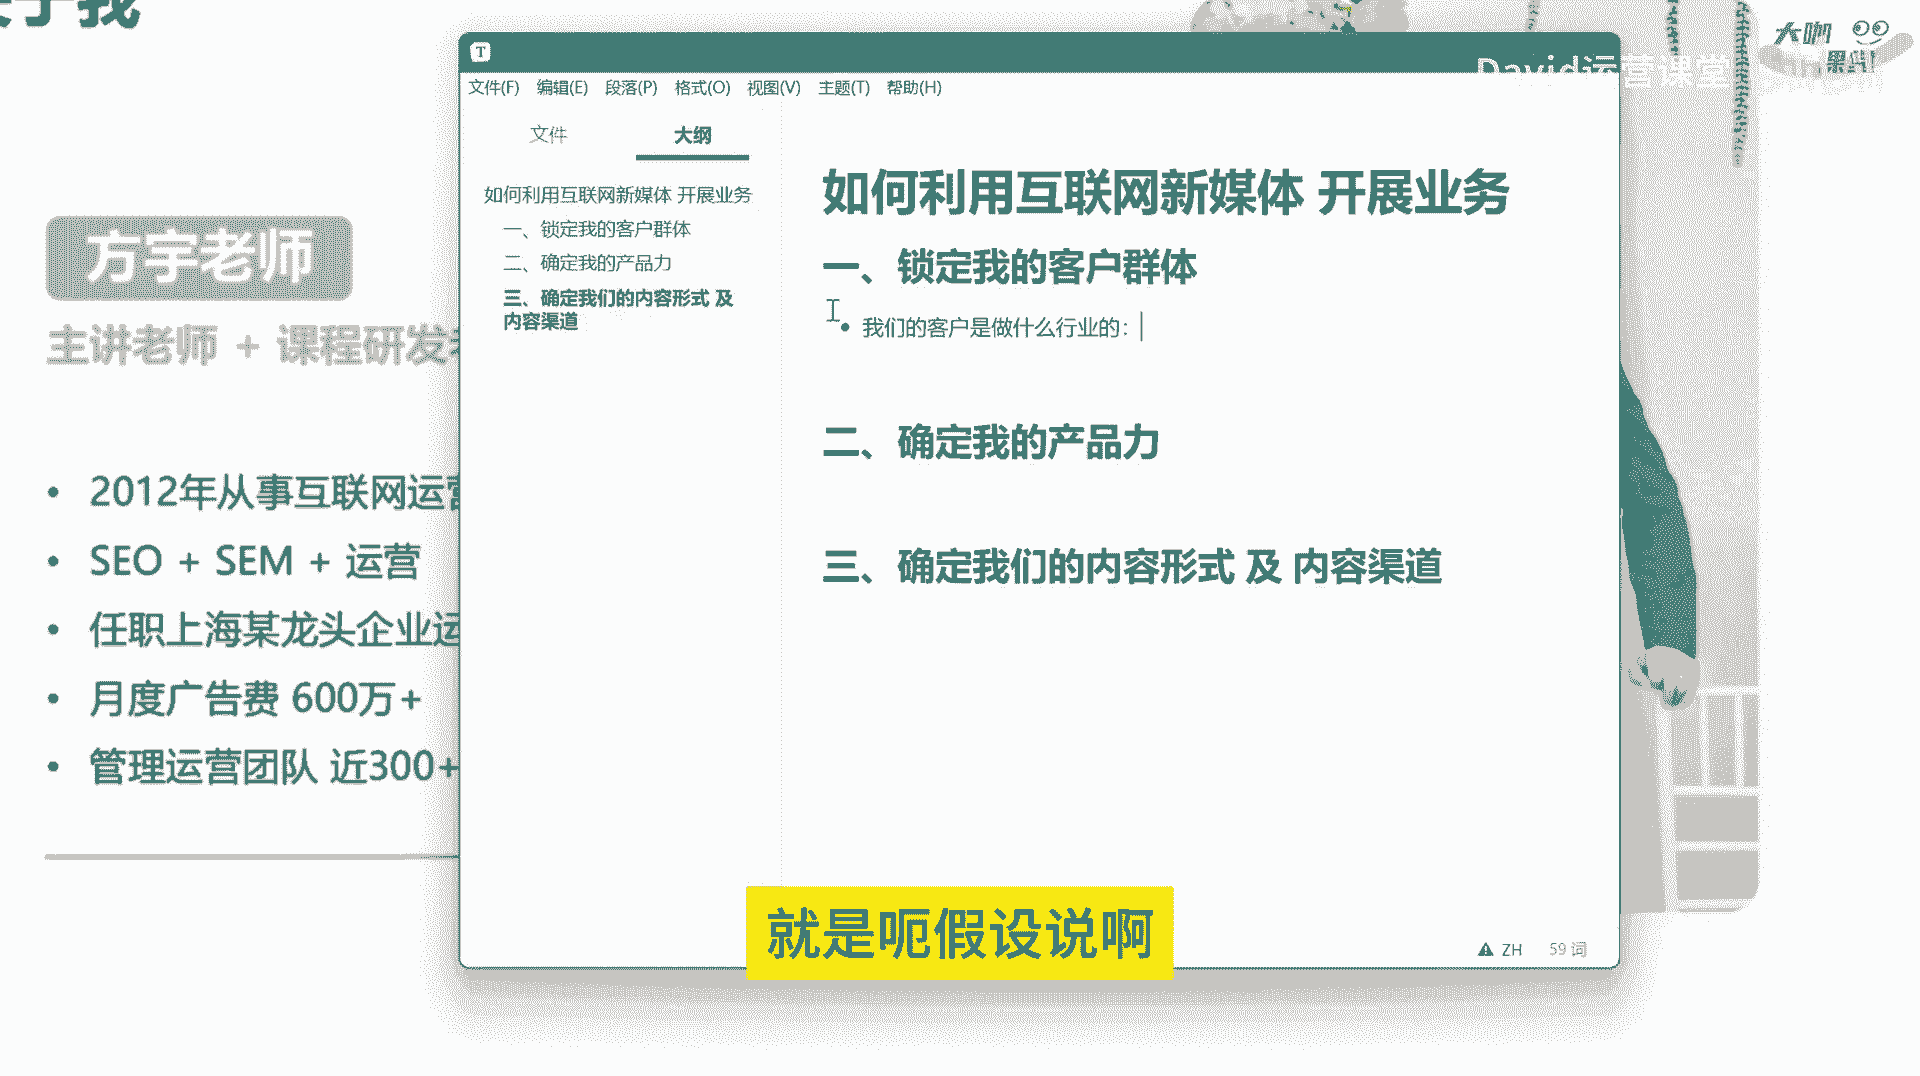 于我
方宇老师
主讲老师 + 课程研发
• 2012年从事互联网运营
• SEO + SEM + 运营
• 任职上海某龙头企业运
• 月度广告费 600万+
• 管理运营团队 近300+
T
文件(F) 编辑(E) 段落(P) 格式(O) 视图(V) 主题(T) 帮助(H)
文件 大纲
如何利用互联网新媒体 开展业务
一、锁定我的客户群体
二、确定我的产品力
三、确定我们的内容形式 及
内容渠道
如何利用互联网新媒体 开展业务
一、锁定我的客户群体
• 我们的客户是做什么行业的：
二、确定我的产品力
三、确定我们的内容形式 及 内容渠道
ZH 59 词
David运营课堂
大咖
就是呃假设说啊